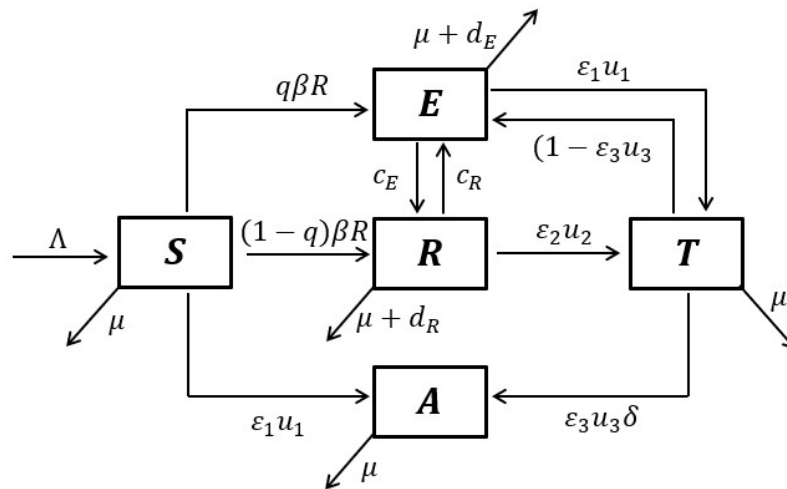 μ + d_E
ε₁u₁
qβR
E
(1 − ε₃u₃
c_E
c_R
Λ
S
(1 − q)βR
R
ε₂u₂
T
μ
μ + d_R
μ
A
ε₁u₁
ε₃u₃δ
μ